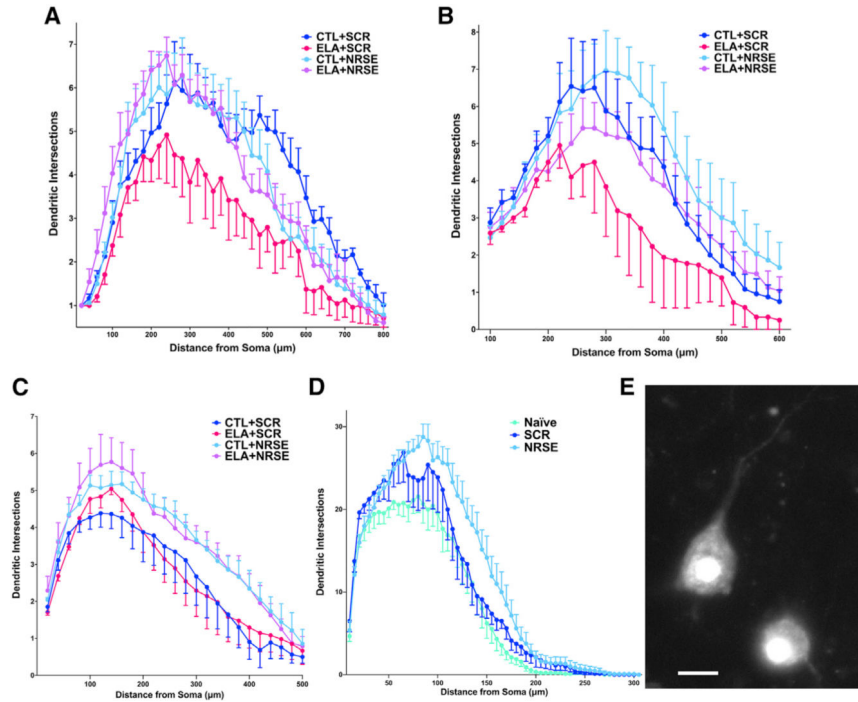 A
CTL+SCR
ELA+SCR
CTL+NRSE
ELA+NRSE
7
6
5
4
3
2
1
Dendritic Intersections
100 200 300 400 500 600 700 800
Distance from Soma (µm)
B
CTL+SCR
ELA+SCR
CTL+NRSE
ELA+NRSE
8
7
6
5
4
3
2
1
0
Dendritic Intersections
100 200 300 400 500 600
Distance from Soma (µm)
C
CTL+SCR
ELA+SCR
CTL+NRSE
ELA+NRSE
7
6
5
4
3
2
1
0
Dendritic Intersections
100 200 300 400 500
Distance from Soma (µm)
D
Naïve
SCR
NRSE
30
20
10
0
Dendritic Intersections
50 100 150 200 250 300
Distance from Soma (µm)
E